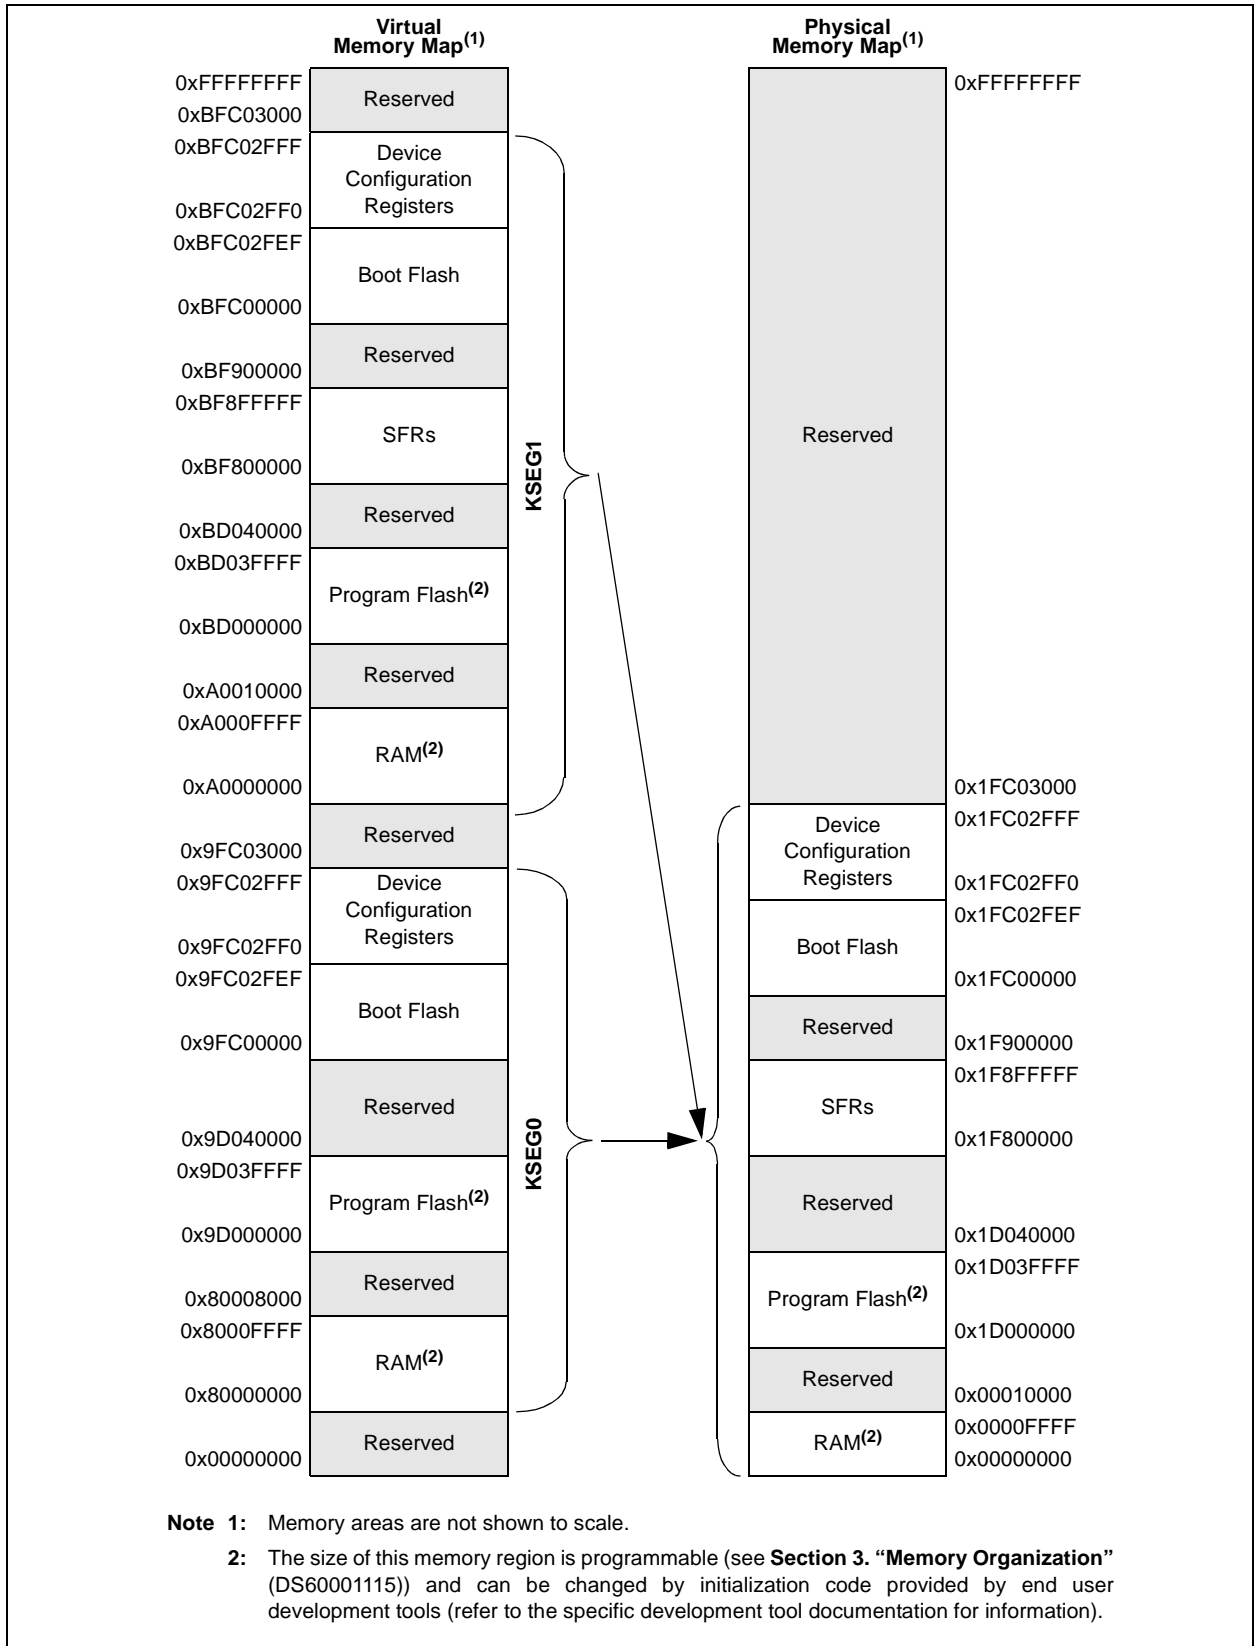 Virtual
Memory Map(1)
Physical
Memory Map(1)
0xFFFFFFFF
Reserved
0xBFC03000
0xBFC02FFF
Device
Configuration
Registers
0xBFC02FF0
0xBFC02FEF
Boot Flash
0xBFC00000
Reserved
0xBF900000
0xBF8FFFFF
SFRs
0xBF800000
Reserved
0xBD040000
0xBD03FFFF
Program Flash(2)
0xBD000000
Reserved
0xA0010000
0xA000FFFF
RAM(2)
0xA0000000
Reserved
0x9FC03000
0x9FC02FFF
Device
Configuration
Registers
0x9FC02FF0
0x9FC02FEF
Boot Flash
0x9FC00000
Reserved
0x9D040000
0x9D03FFFF
Program Flash(2)
0x9D000000
Reserved
0x80008000
0x8000FFFF
RAM(2)
0x80000000
Reserved
0x00000000
KSEG1
KSEG0
0xFFFFFFFF
Reserved
0x1FC03000
0x1FC02FFF
Device
Configuration
Registers
0x1FC02FF0
0x1FC02FEF
Boot Flash
0x1FC00000
Reserved
0x1F900000
0x1F8FFFFF
SFRs
0x1F800000
Reserved
0x1D040000
0x1D03FFFF
Program Flash(2)
0x1D000000
Reserved
0x00010000
0x0000FFFF
RAM(2)
0x00000000
Note 1: Memory areas are not shown to scale.
2: The size of this memory region is programmable (see Section 3. “Memory Organization”
(DS60001115)) and can be changed by initialization code provided by end user
development tools (refer to the specific development tool documentation for information).